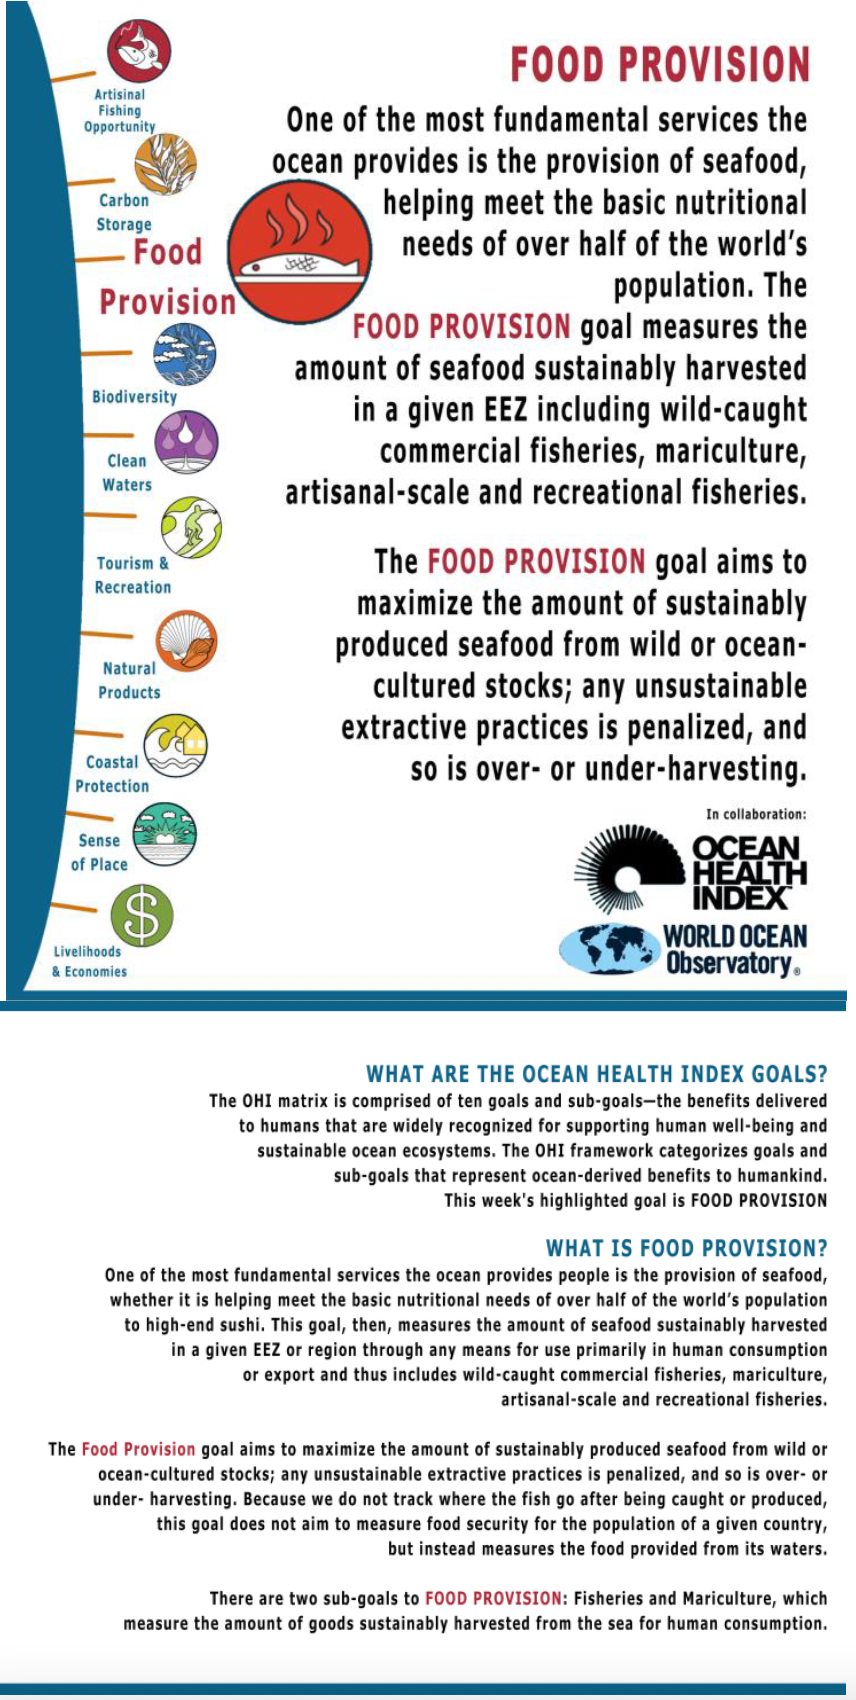 Artisinal
Fishing
Opportunity
Carbon
Storage
Food
Provision
Biodiversity
Clean
Waters
Tourism &
Recreation
Natural
Products
Coastal
Protection
Sense
of Place
$
Livelihoods
& Economies
FOOD PROVISION
One of the most fundamental services the
ocean provides is the provision of seafood,
helping meet the basic nutritional
needs of over half of the world's
population. The
FOOD PROVISION goal measures the
amount of seafood sustainably harvested
in a given EEZ including wild-caught
commercial fisheries, mariculture,
artisanal-scale and recreational fisheries.
The FOOD PROVISION goal aims to
maximize the amount of sustainably
produced seafood from wild or ocean-
cultured stocks; any unsustainable
extractive practices is penalized, and
so is over- or under-harvesting.
In collaboration:
OCEAN
HEALTH
INDEX™
WORLD OCEAN
Observatory®
WHAT ARE THE OCEAN HEALTH INDEX GOALS?
The OHI matrix is comprised of ten goals and sub-goals—the benefits delivered
to humans that are widely recognized for supporting human well-being and
sustainable ocean ecosystems. The OHI framework categorizes goals and
sub-goals that represent ocean-derived benefits to humankind.
This week's highlighted goal is FOOD PROVISION
WHAT IS FOOD PROVISION?
One of the most fundamental services the ocean provides people is the provision of seafood,
whether it is helping meet the basic nutritional needs of over half of the world's population
to high-end sushi. This goal, then, measures the amount of seafood sustainably harvested
in a given EEZ or region through any means for use primarily in human consumption
or export and thus includes wild-caught commercial fisheries, mariculture,
artisanal-scale and recreational fisheries.
The Food Provision goal aims to maximize the amount of sustainably produced seafood from wild or
ocean-cultured stocks; any unsustainable extractive practices is penalized, and so is over- or
under- harvesting. Because we do not track where the fish go after being caught or produced,
this goal does not aim to measure food security for the population of a given country,
but instead measures the food provided from its waters.
There are two sub-goals to FOOD PROVISION: Fisheries and Mariculture, which
measure the amount of goods sustainably harvested from the sea for human consumption.